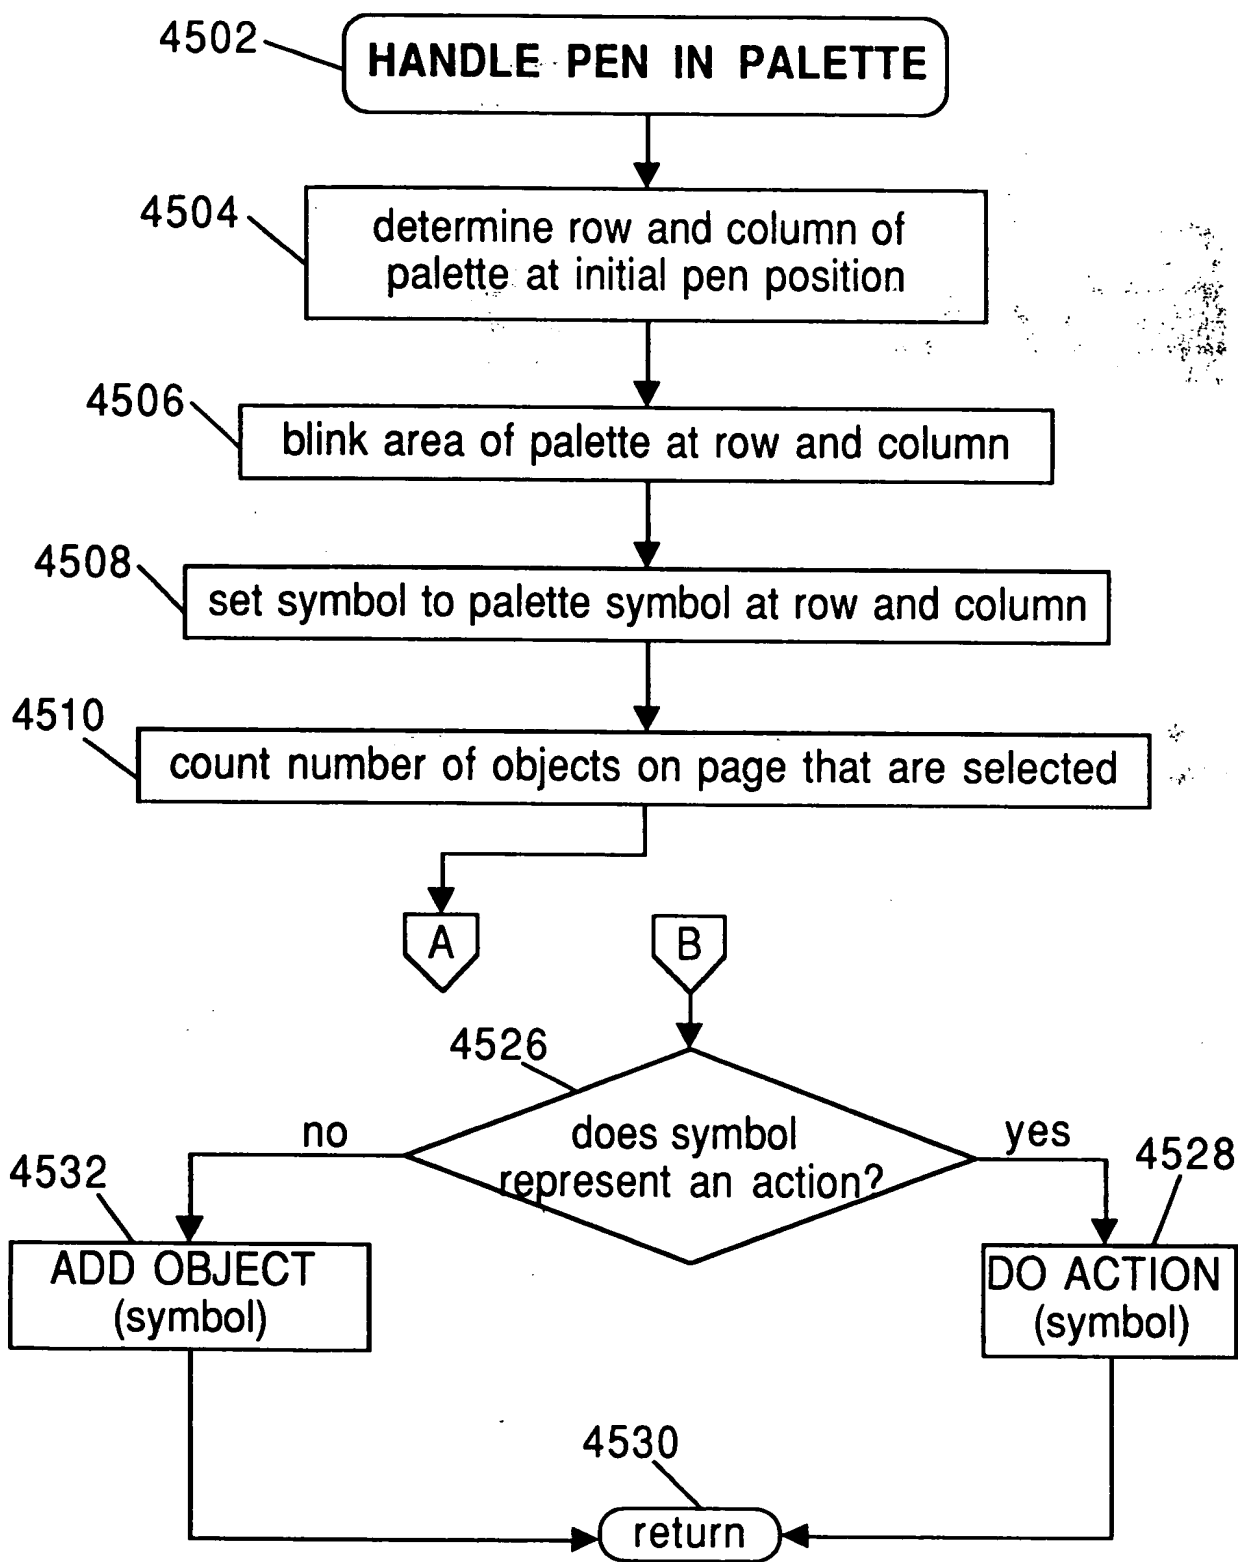 4502
HANDLE PEN IN PALETTE
4504
determine row and column of
palette at initial pen position
4506
blink area of palette at row and column
4508
set symbol to palette symbol at row and column
4510
count number of objects on page that are selected
A
B
4526
does symbol
represent an action?
no
yes
4532
4528
ADD OBJECT
(symbol)
DO ACTION
(symbol)
4530
return